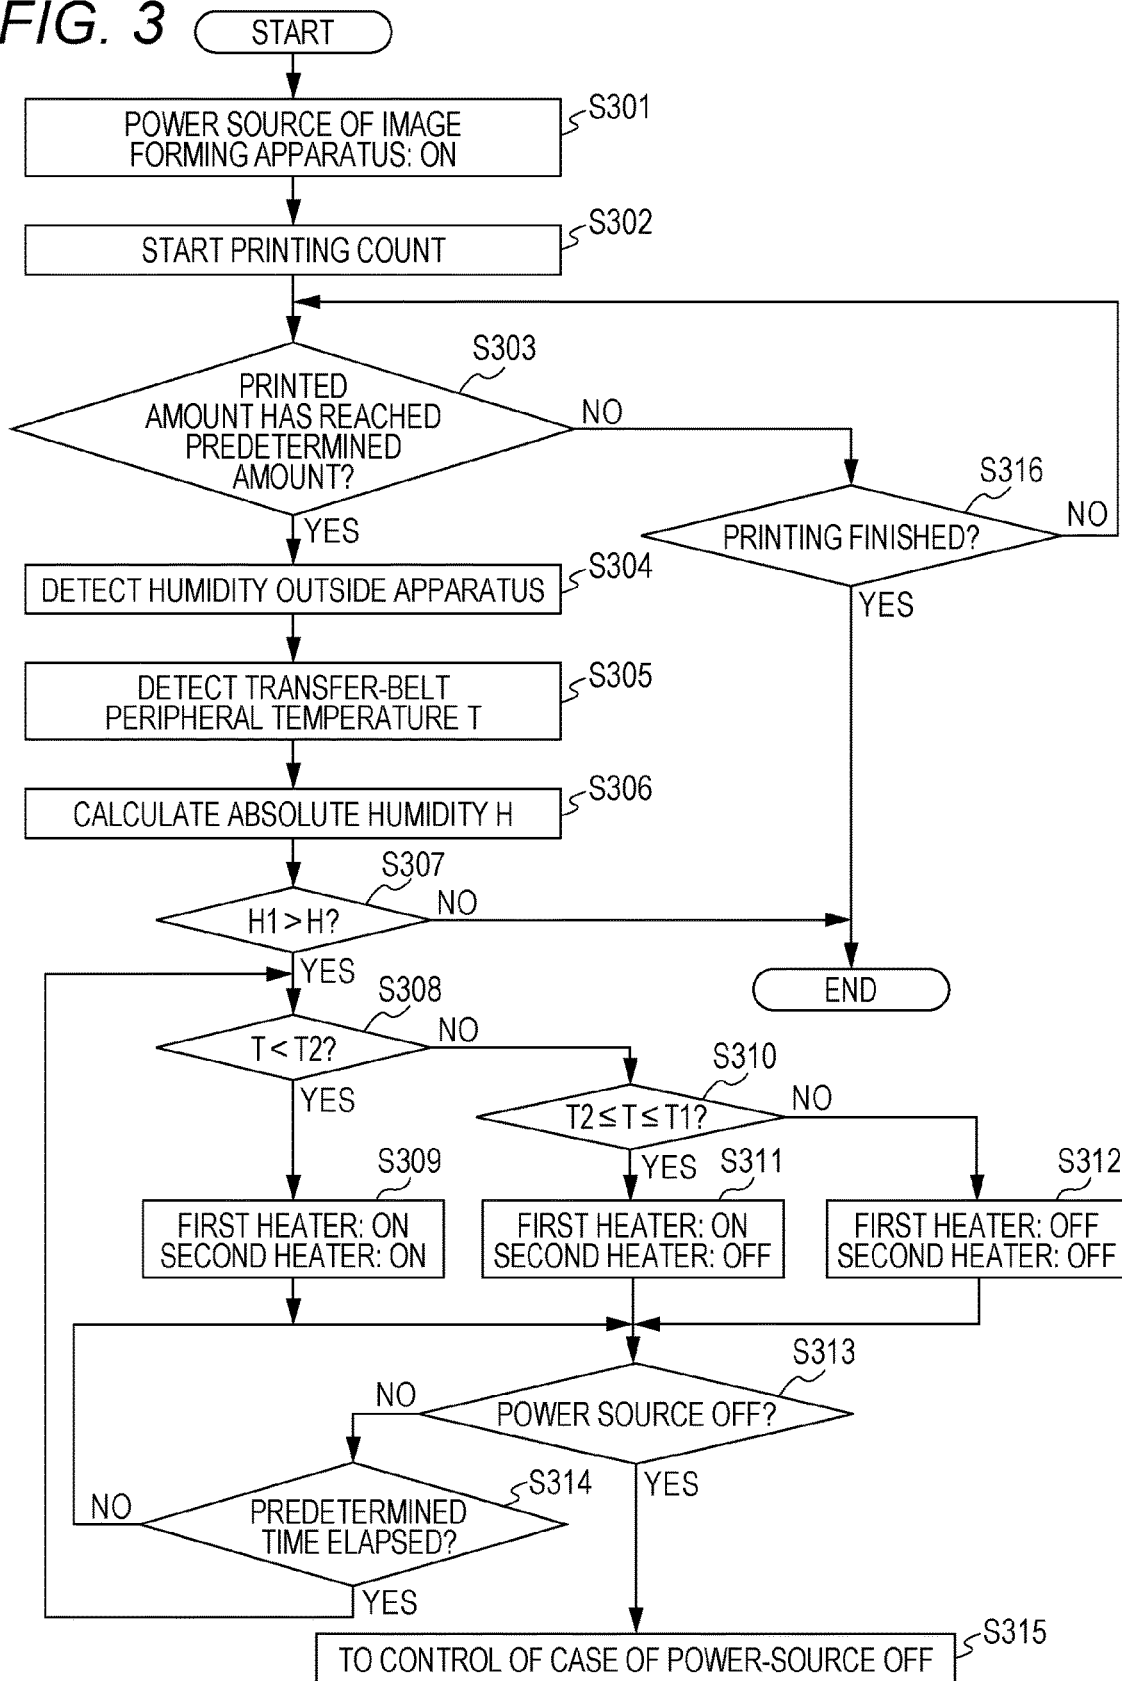 FIG. 3
START
S301
POWER SOURCE OF IMAGE
FORMING APPARATUS: ON
S302
START PRINTING COUNT
S303
PRINTED
AMOUNT HAS REACHED
PREDETERMINED
AMOUNT?
NO
YES
S316
PRINTING FINISHED?
NO
YES
S304
DETECT HUMIDITY OUTSIDE APPARATUS
S305
DETECT TRANSFER-BELT
PERIPHERAL TEMPERATURE T
S306
CALCULATE ABSOLUTE HUMIDITY H
S307
H1 > H?
NO
YES
END
S308
T < T2?
NO
YES
S310
T2 ≤ T ≤ T1?
NO
YES
S309
FIRST HEATER: ON
SECOND HEATER: ON
S311
FIRST HEATER: ON
SECOND HEATER: OFF
S312
FIRST HEATER: OFF
SECOND HEATER: OFF
S313
POWER SOURCE OFF?
NO
YES
S314
PREDETERMINED
TIME ELAPSED?
NO
YES
S315
TO CONTROL OF CASE OF POWER-SOURCE OFF